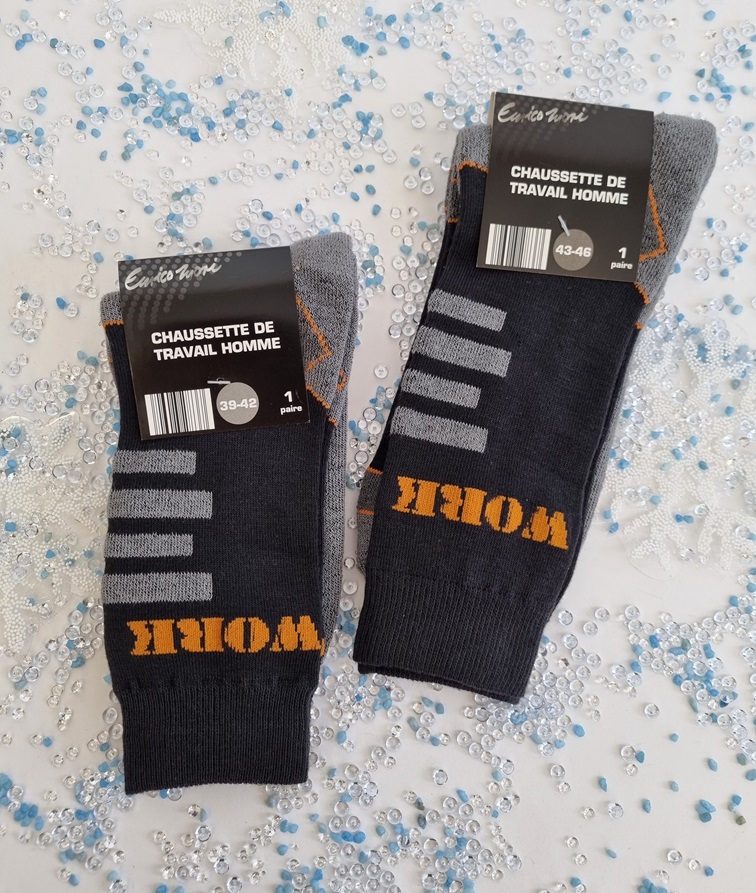 Enrico Mori
CHAUSSETTE DE
TRAVAIL HOMME
39-42
1
paire
WORK
Enrico Mori
CHAUSSETTE DE
TRAVAIL HOMME
43-46
1
paire
WORK